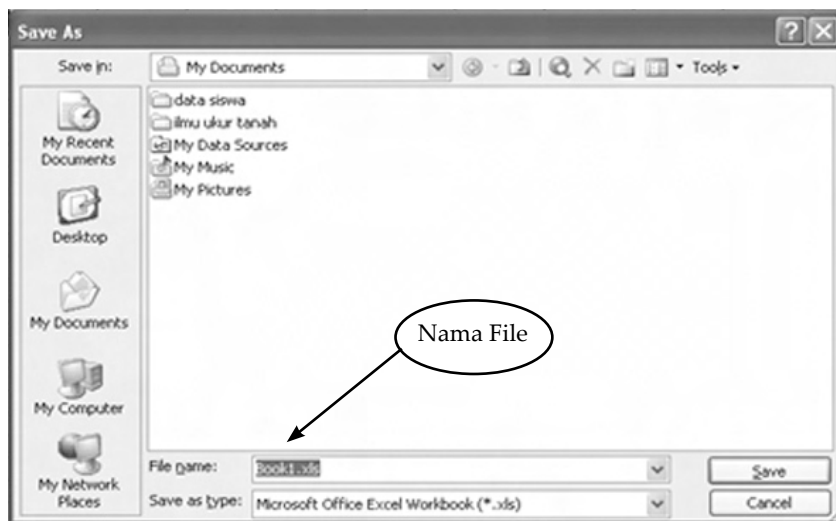 Save As
Save in:
My Documents
Tools
data siswa
ilmu ukur tanah
My Data Sources
My Music
My Pictures
My Recent
Documents
Desktop
My Documents
My Computer
My Network
Places
Nama File
File name:
Book1.xls
Save
Save as type:
Microsoft Office Excel Workbook (*.xls)
Cancel